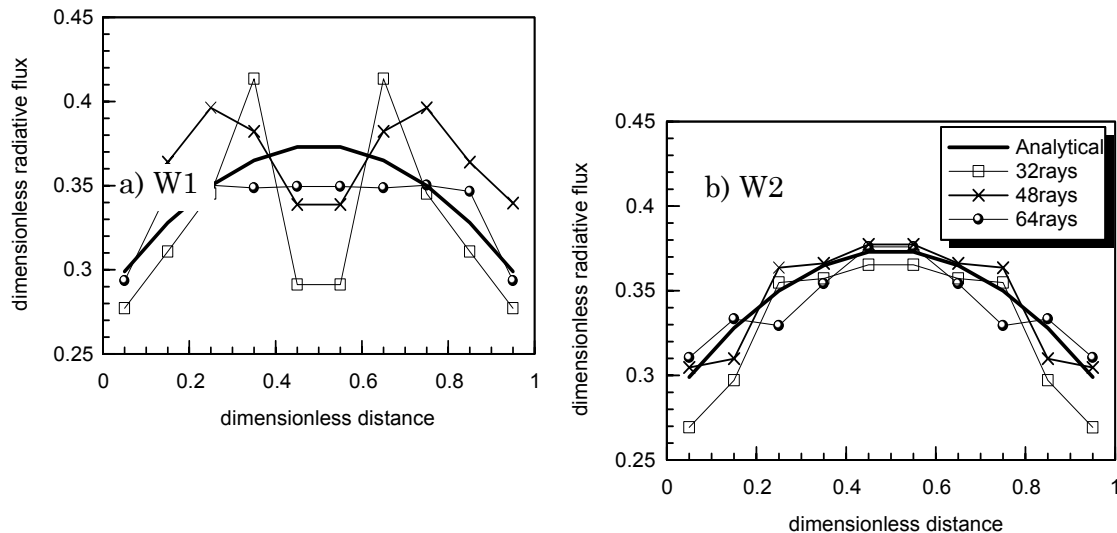 0.45
0.4
0.35
0.3
0.25
dimensionless radiative flux
a) W1
0 0.2 0.4 0.6 0.8 1
dimensionless distance
0.45
0.4
0.35
0.3
0.25
dimensionless radiative flux
b) W2
Analytical
32rays
48rays
64rays
0 0.2 0.4 0.6 0.8 1
dimensionless distance